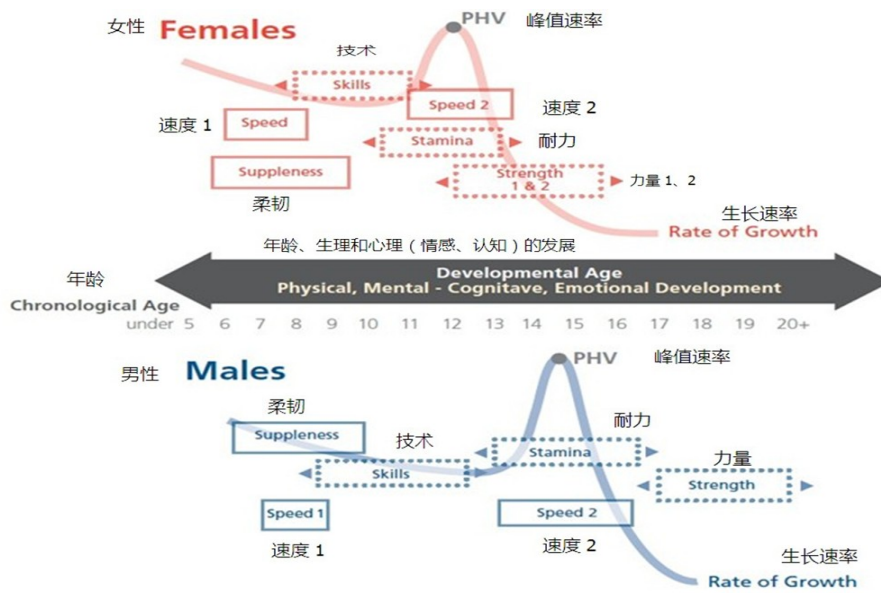 女性 Females
PHV 峰值速率
技术
Skills
速度 1 Speed
Speed 2 速度 2
Stamina 耐力
Suppleness
柔韧
Strength
1 & 2
力量 1、2
生长速率
Rate of Growth
年龄、生理和心理（情感、认知）的发展
年龄
Developmental Age
Physical, Mental - Cognitave, Emotional Development
Chronological Age
under 5 6 7 8 9 10 11 12 13 14 15 16 17 18 19 20+
男性 Males
PHV 峰值速率
柔韧
Suppleness
技术
Skills
耐力
Stamina
力量
Strength
Speed 1
速度 1
Speed 2
速度 2
生长速率
Rate of Growth